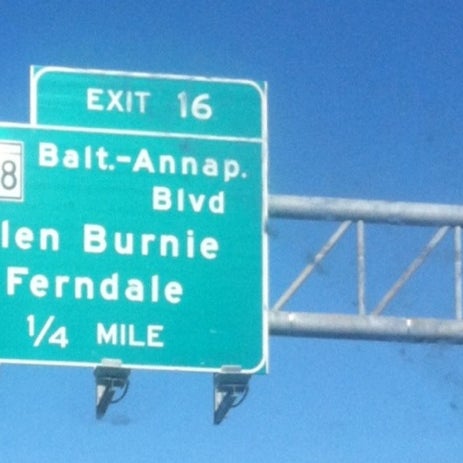 EXIT 16
8 Balt.-Annap.
Blvd
len Burnie
Ferndale
1/4 MILE